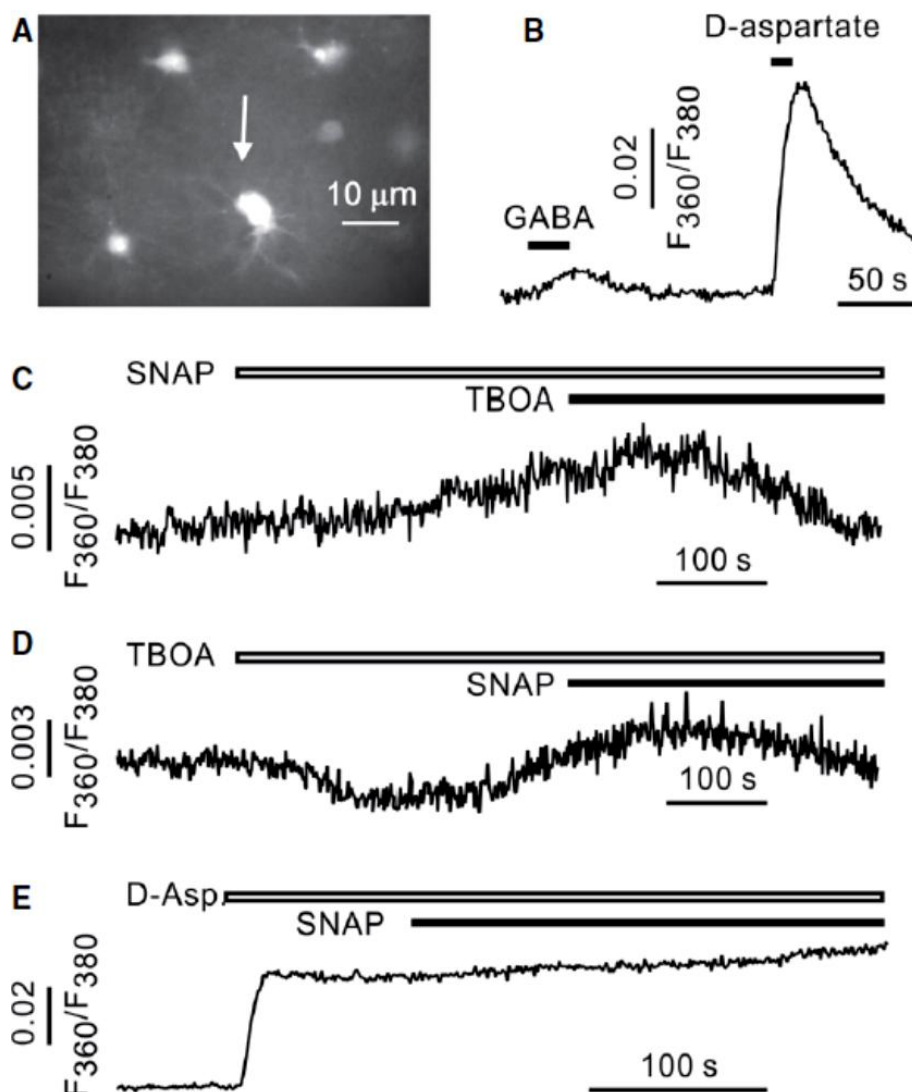 A
10 μm
B
D-aspartate
GABA
0.02
F360/F380
50 s
C
SNAP
TBOA
0.005
F360/F380
100 s
D
TBOA
SNAP
0.003
F360/F380
100 s
E
D-Asp.
SNAP
0.02
F360/F380
100 s